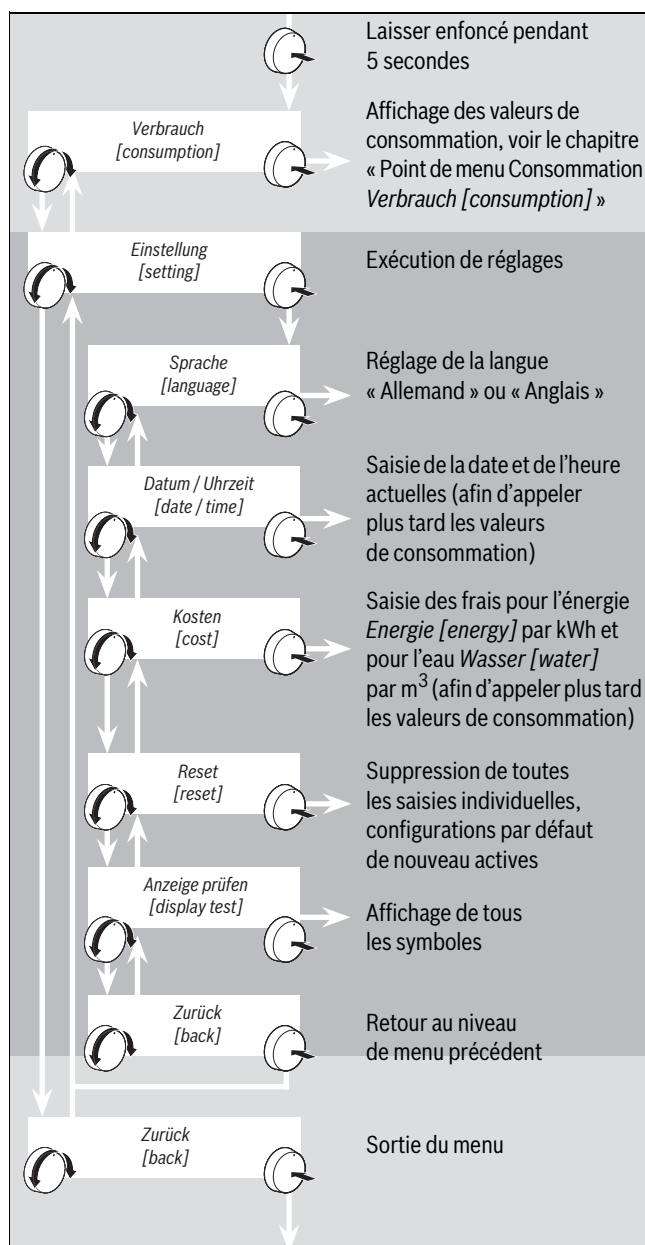 Laisser enfoncé pendant
5 secondes
Verbrauch
[consumption]
Affichage des valeurs de
consommation, voir le chapitre
« Point de menu Consommation
Verbrauch [consumption] »
Einstellung
[setting]
Exécution de réglages
Sprache
[language]
Réglage de la langue
« Allemand » ou « Anglais »
Datum / Uhrzeit
[date / time]
Saisie de la date et de l'heure
actuelles (afin d'appeler
plus tard les valeurs
de consommation)
Kosten
[cost]
Saisie des frais pour l'énergie
Energie [energy] par kWh et
pour l'eau Wasser [water]
par m³ (afin d'appeler plus tard
les valeurs de consommation)
Reset
[reset]
Suppression de toutes
les saisies individuelles,
configurations par défaut
de nouveau actives
Anzeige prüfen
[display test]
Affichage de tous
les symboles
Zurück
[back]
Retour au niveau
de menu précédent
Zurück
[back]
Sortie du menu